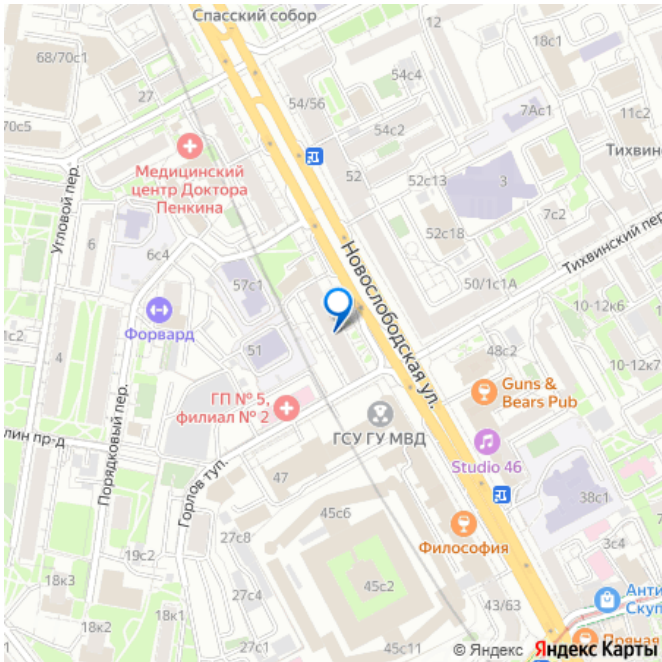 Спасский собор
68/70с1
27
54/56
54с4
18с1
7Ас1
11с2
70с5
54с2
Тихвинс
Медицинский
центр Доктора
Пенкина
52
52с13
3
Угловой пер.
7с2
6
6с4
52с18
Новослободская ул.
Тихвинский пер
50/1с1А
57с1
10-12к6
1с2
Форвард
51
48с2
4
10-12к7
ГП № 5,
филиал № 2
Guns &
Bears Pub
Порядковый пер.
ГСУ ГУ МВД
лин пр-д
Studio 46
Горлов туп.
47
38с1
45с6
Философия
19с2
27с8
3с4
18к3
45с2
27с4
Анти
Скуп
43/63
18к1
18к2
45с11
Пряная
© Яндекс Яндекс Карты